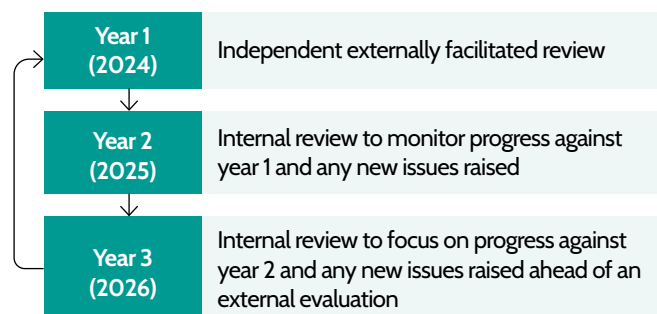 Year 1
(2024)
Independent externally facilitated review
Year 2
(2025)
Internal review to monitor progress against
year 1 and any new issues raised
Year 3
(2026)
Internal review to focus on progress against
year 2 and any new issues raised ahead of an
external evaluation